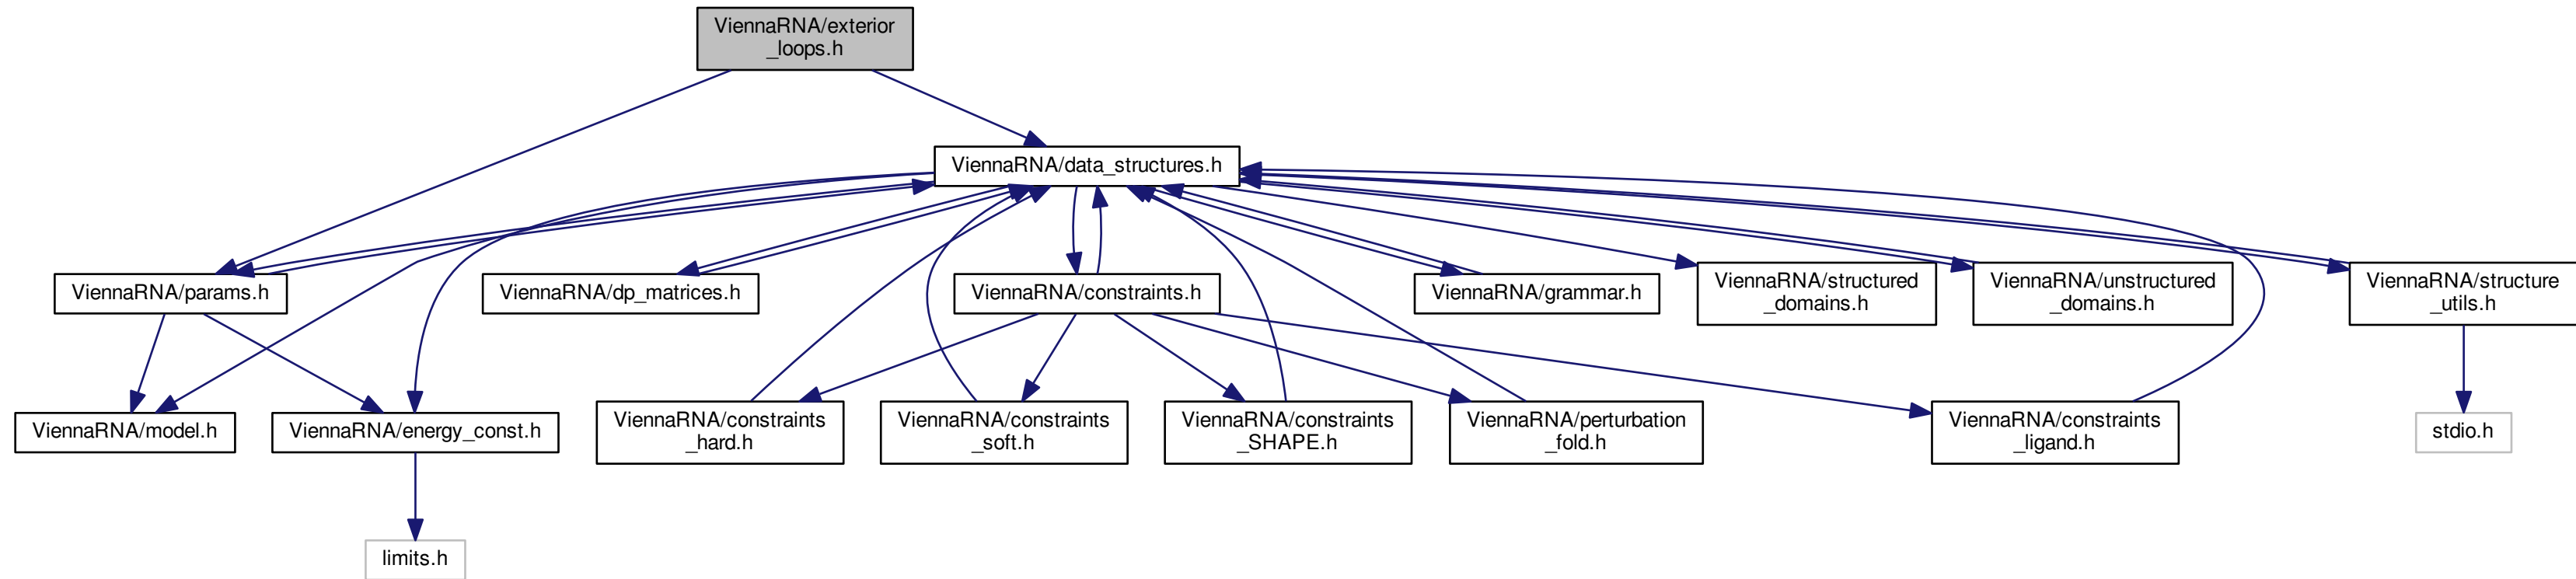 ViennaRNA/exterior
_loops.h
ViennaRNA/data_structures.h
ViennaRNA/params.h
ViennaRNA/dp_matrices.h
ViennaRNA/constraints.h
ViennaRNA/grammar.h
ViennaRNA/structured
_domains.h
ViennaRNA/unstructured
_domains.h
ViennaRNA/structure
_utils.h
ViennaRNA/model.h
ViennaRNA/energy_const.h
ViennaRNA/constraints
_hard.h
ViennaRNA/constraints
_soft.h
ViennaRNA/constraints
_SHAPE.h
ViennaRNA/perturbation
_fold.h
ViennaRNA/constraints
_ligand.h
stdio.h
limits.h